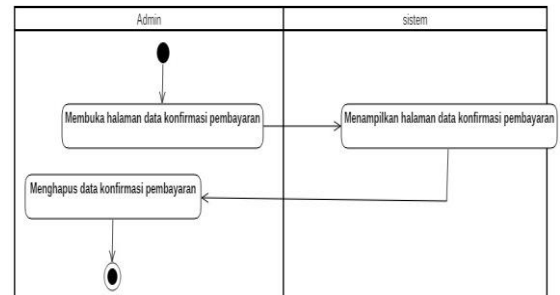 Admin
sistem
Membuka halaman data konfirmasi pembayaran
Menampilkan halaman data konfirmasi pembayaran
Menghapus data konfirmasi pembayaran